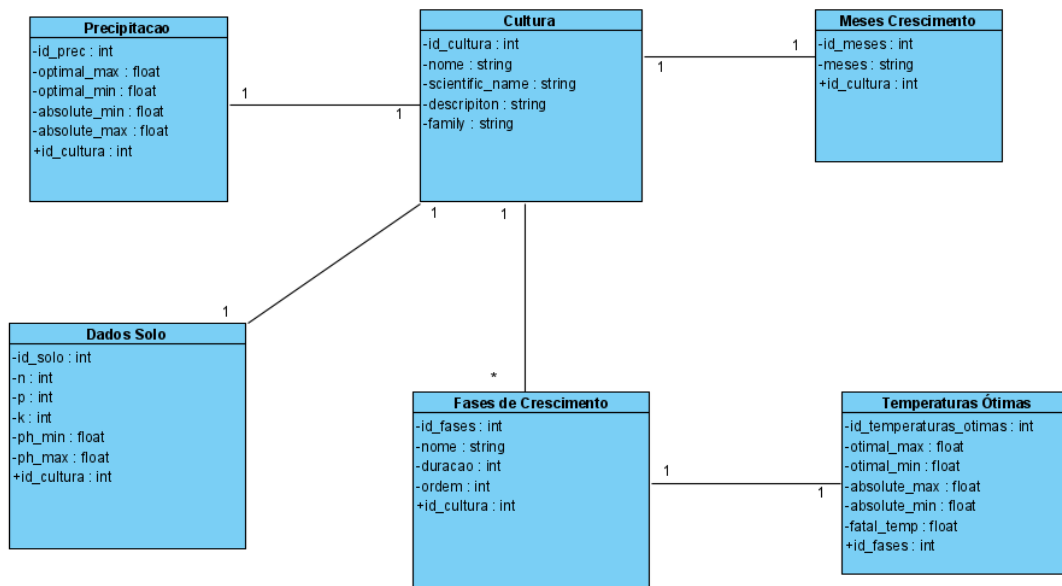 Precipitacao
-id_prec : int
-optimal_max : float
-optimal_min : float
-absolute_min : float
-absolute_max : float
+id_cultura : int
Cultura
-id_cultura : int
-nome : string
-scientific_name : string
-descripiton : string
-family : string
Meses Crescimento
-id_meses : int
-meses : string
+id_cultura : int
1
1
1
1
1
1
1
*
Dados Solo
-id_solo : int
-n : int
-p : int
-k : int
-ph_min : float
-ph_max : float
+id_cultura : int
Fases de Crescimento
-id_fases : int
-nome : string
-duracao : int
-ordem : int
+id_cultura : int
1
1
Temperaturas Ótimas
-id_temperaturas_otimas : int
-otimal_max : float
-otimal_min : float
-absolute_max : float
-absolute_min : float
-fatal_temp : float
+id_fases : int